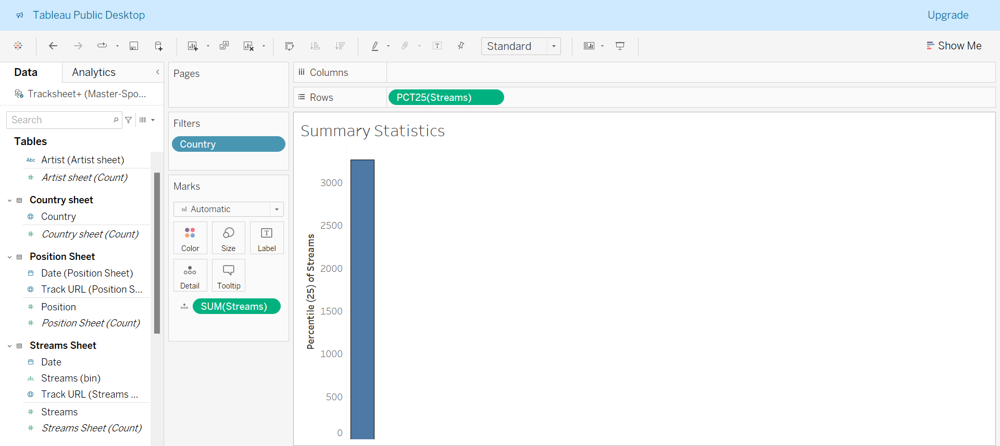 Tableau Public Desktop
Upgrade
Standard
Show Me
Data
Analytics
Tracksheet+ (Master-Spo...
Search
Tables
Abc Artist (Artist sheet)
# Artist sheet (Count)
Country sheet
Country
# Country sheet (Count)
Position Sheet
Date (Position Sheet)
Track URL (Position S...
# Position
# Position Sheet (Count)
Streams Sheet
Date
Streams (bin)
Track URL (Streams ...
# Streams
# Streams Sheet (Count)
Pages
Filters
Country
Marks
Automatic
Color
Size
T
Label
Detail
Tooltip
SUM(Streams)
Columns
Rows
PCT25(Streams)
Summary Statistics
Percentile (25) of Streams
3000
2500
2000
1500
1000
500
0